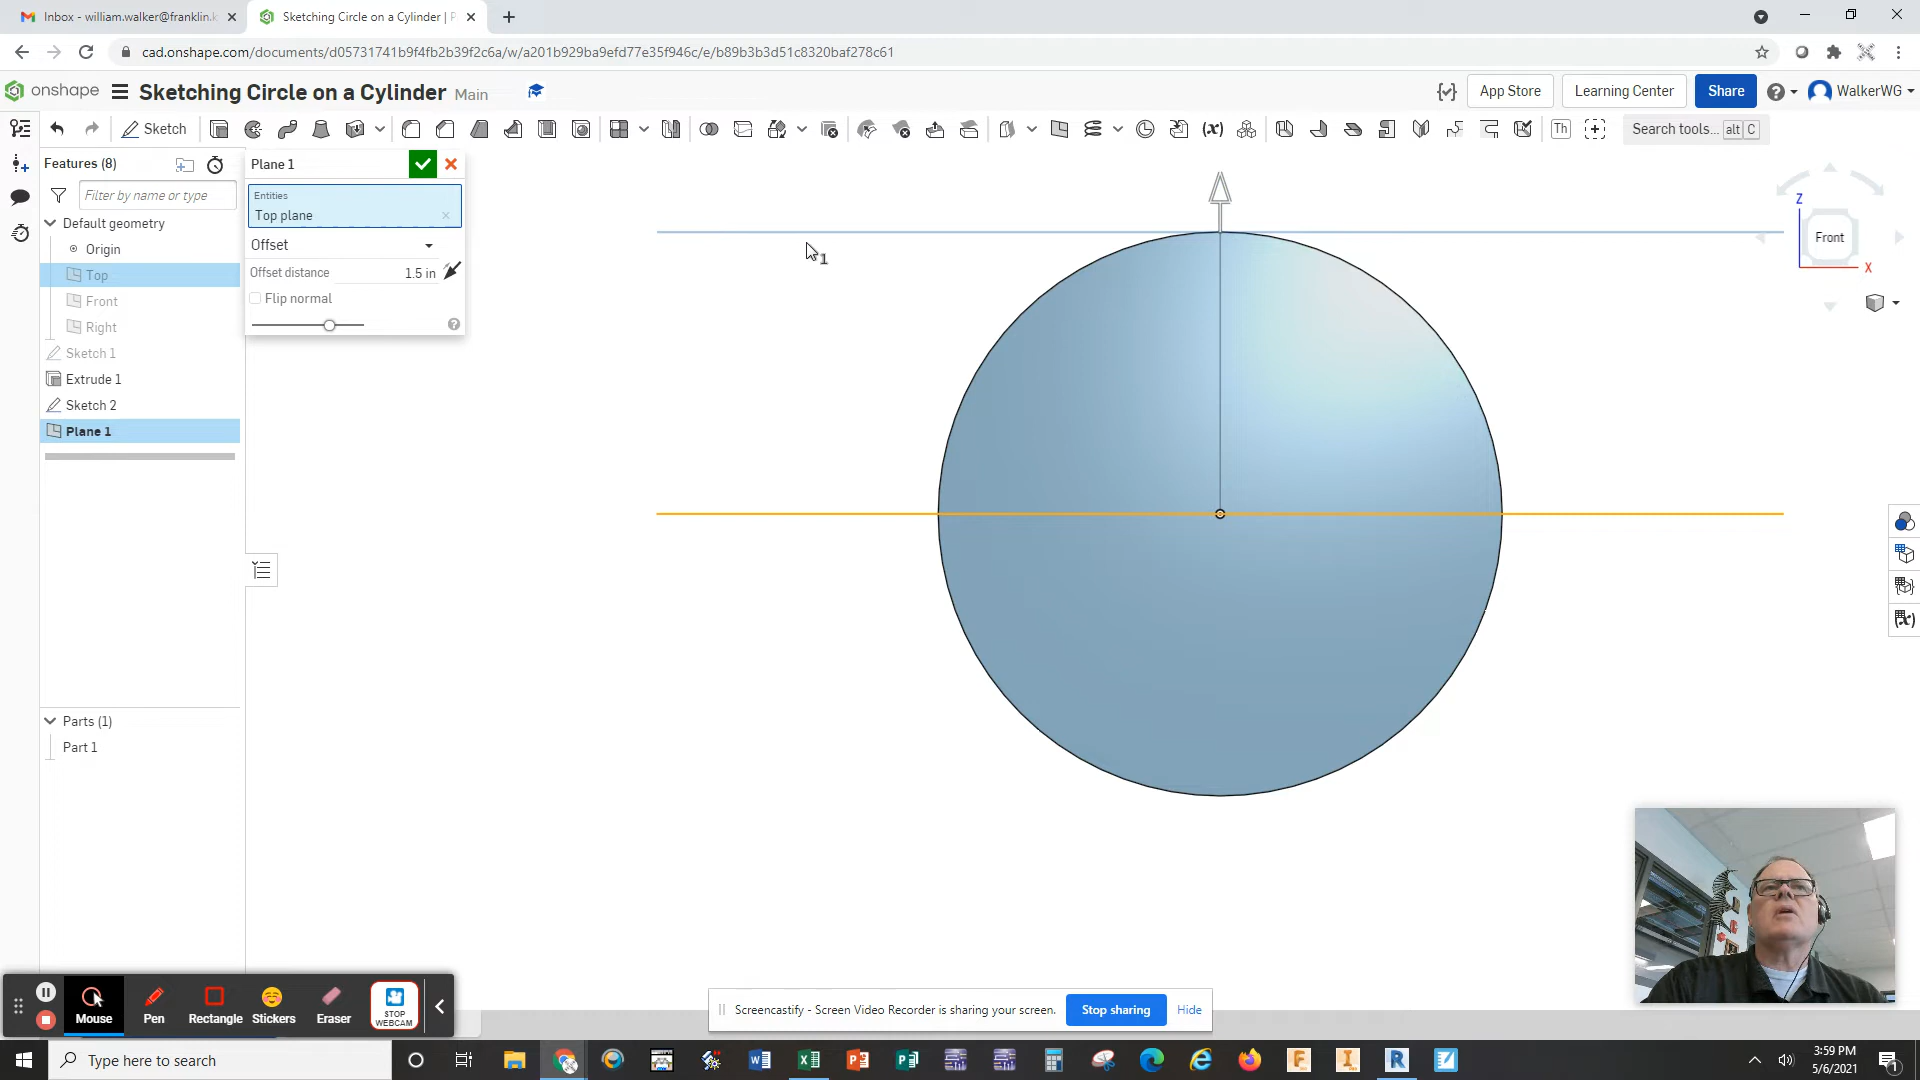 Inbox - william.walker@franklin.k
Sketching Circle on a Cylinder | P
cad.onshape.com/documents/d05731741b9f4fb2b39f2c6a/w/a201b929ba9efd77e35f946c/e/b89b3b3d51c8320baf278c61
onshape
Sketching Circle on a Cylinder Main
App Store
Learning Center
Share
WalkerWG
Sketch
Search tools... alt C
Features (8)
Filter by name or type
Default geometry
Origin
Top
Front
Right
Sketch 1
Extrude 1
Sketch 2
Plane 1
Parts (1)
Part 1
Plane 1
Entities
Top plane
Offset
Offset distance 1.5 in
Flip normal
1
Z
Front
X
Mouse
Pen
Rectangle
Stickers
Eraser
STOP
WEBCAM
Screencastify - Screen Video Recorder is sharing your screen.
Stop sharing
Hide
Type here to search
3:59 PM
5/6/2021